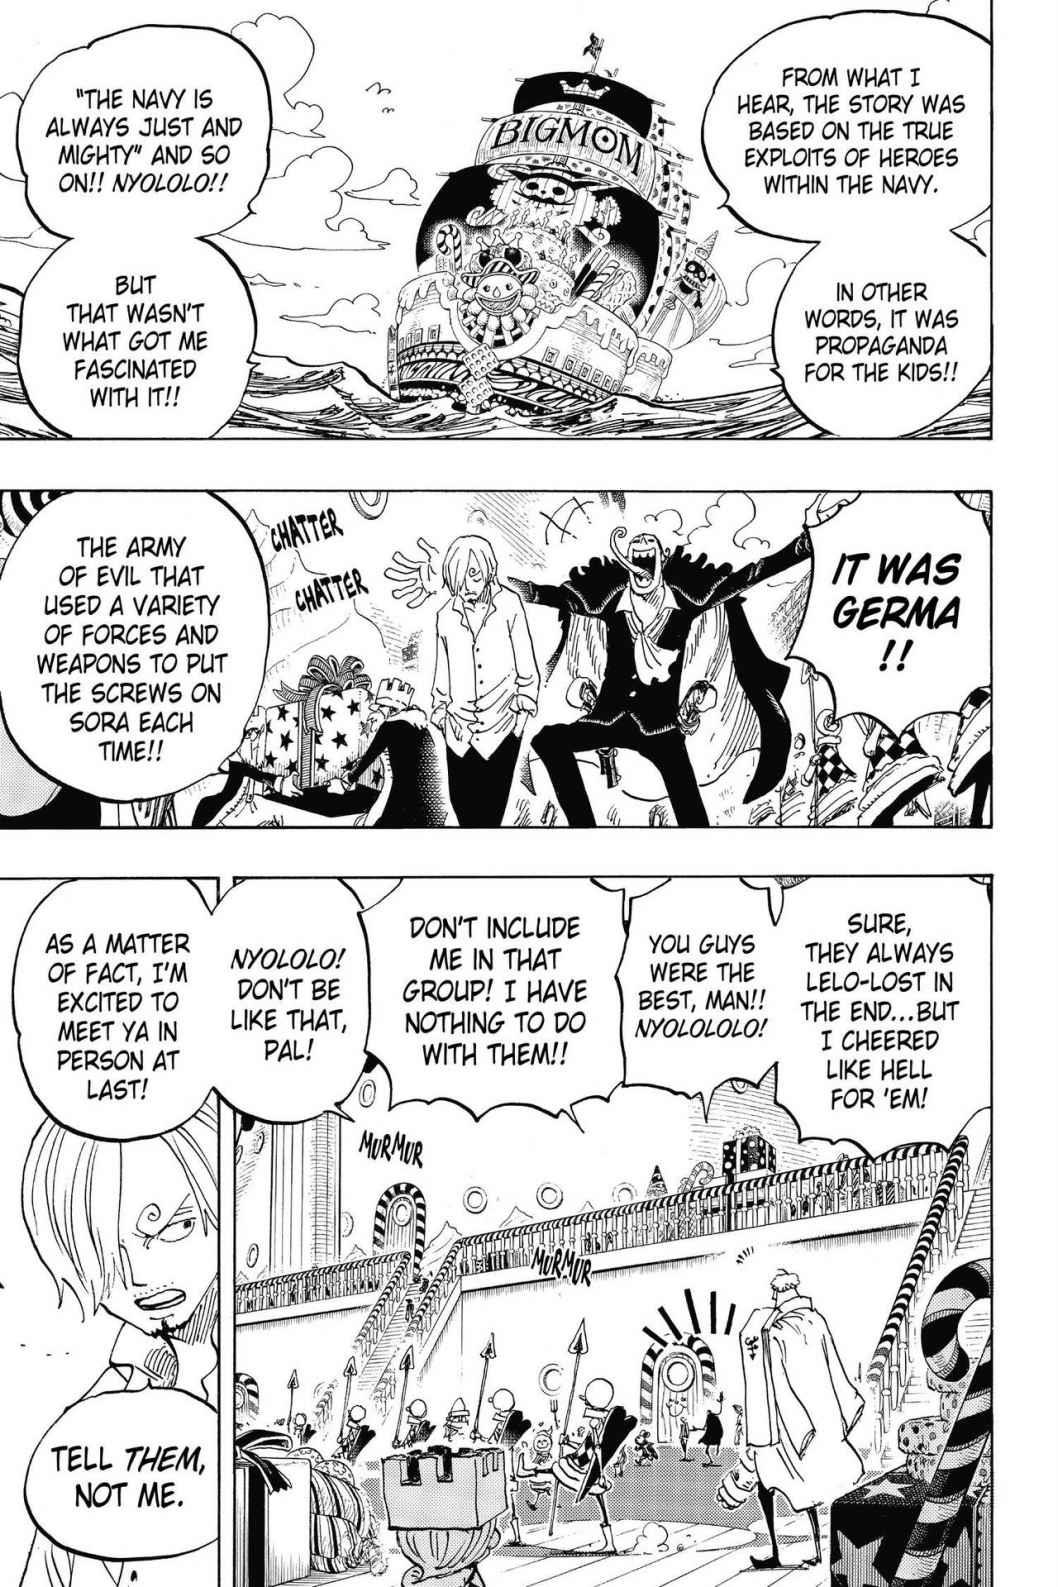 FROM WHAT I
HEAR, THE STORY WAS
BASED ON THE TRUE
EXPLOITS OF HEROES
WITHIN THE NAVY.
IN OTHER
WORDS, IT WAS
PROPAGANDA
FOR THE KIDS!!
BIGMOM
"THE NAVY IS
ALWAYS JUST AND
MIGHTY" AND SO
ON!! NYOLOLO!!
BUT
THAT WASN'T
WHAT GOT ME
FASCINATED
WITH IT!!
IT WAS
GERMA
!!
CHATTER
CHATTER
THE ARMY
OF EVIL THAT
USED A VARIETY
OF FORCES AND
WEAPONS TO PUT
THE SCREWS ON
SORA EACH
TIME!!
SURE,
THEY ALWAYS
LELO-LOST IN
THE END...BUT
I CHEERED
LIKE HELL
FOR 'EM!
YOU GUYS
WERE THE
BEST, MAN!!
NYOLOLOLO!
DON'T INCLUDE
ME IN THAT
GROUP! I HAVE
NOTHING TO DO
WITH THEM!!
NYOLOLO!
DON'T BE
LIKE THAT,
PAL!
MURMUR
MURMUR
AS A MATTER
OF FACT, I'M
EXCITED TO
MEET YA IN
PERSON AT
LAST!
TELL THEM,
NOT ME.